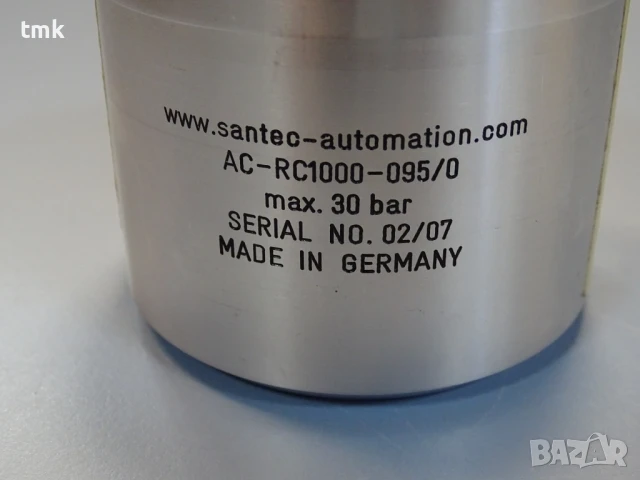 tmk
www.santec-automation.com
AC-RC1000-095/0
max. 30 bar
SERIAL NO. 02/07
MADE IN GERMANY
BAZAR